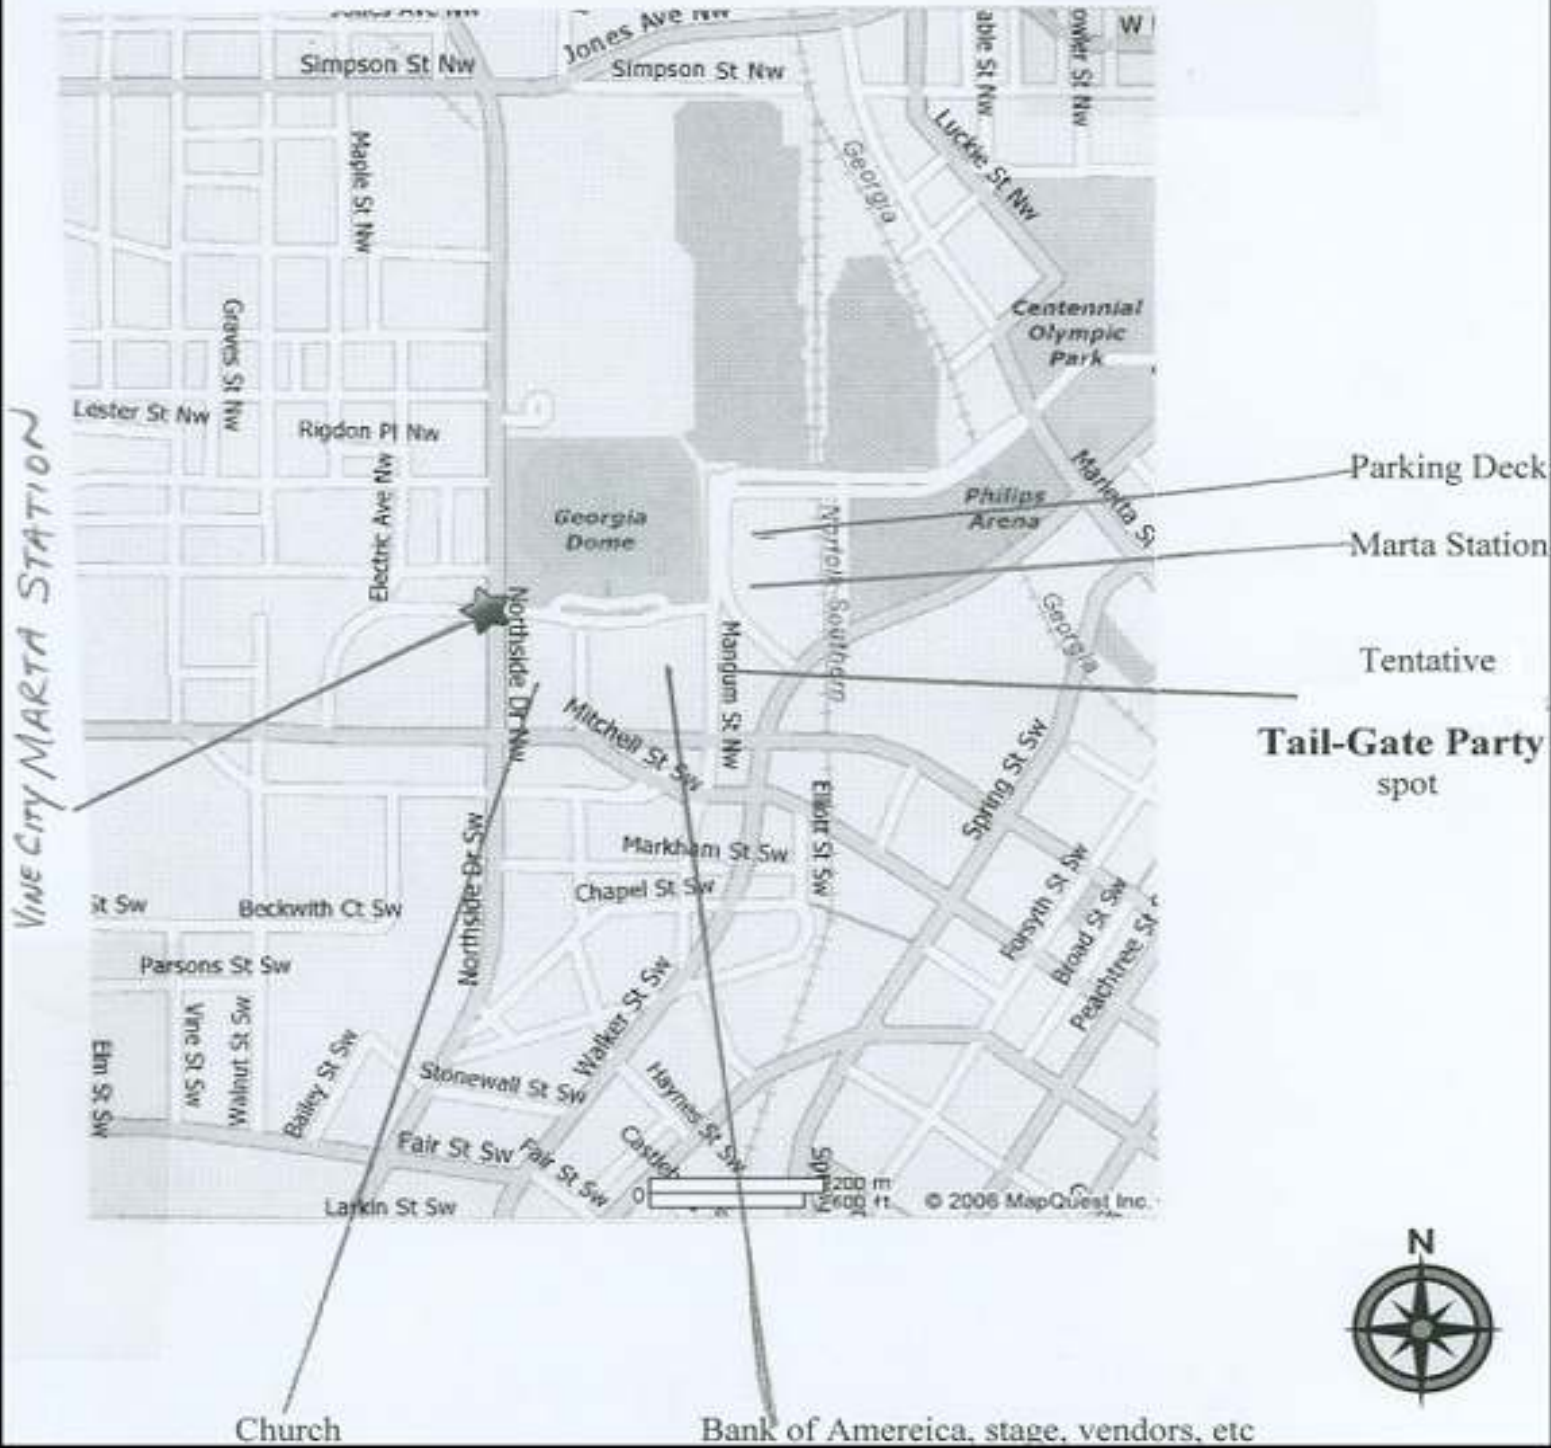 Jones Ave Nw
Jones Ave Nw
Simpson St Nw
Simpson St Nw
W
Luckie St Nw
Maple St Nw
Georgia
Graves St Nw
Centennial
Olympic
Park
Lester St Nw
Rigdon Pl Nw
Electric Ave Nw
Georgia
Dome
Philips
Arena
Marietta St
Parking Deck
Marta Station
Norfolk Southern
Georgia
VINE CITY MARTA STATION
Northside Dr Nw
Mangum St Nw
Tentative
Tail-Gate Party
spot
Mitchell St Sw
Spring St Sw
Elliott St Sw
Northside Dr Sw
Markham St Sw
Chapel St Sw
St Sw
Beckwith Ct Sw
Forsyth St Sw
Broad St Sw
Peachtree St
Parsons St Sw
Vine St Sw
Walnut St Sw
Elm St Sw
Bailey St Sw
Walker St Sw
Stonewall St Sw
Haynes St Sw
Fair St Sw
Fair St Sw
Larkin St Sw
0
200 m
600 ft
© 2006 MapQuest Inc.
N
Church
Bank of Amereica, stage, vendors, etc